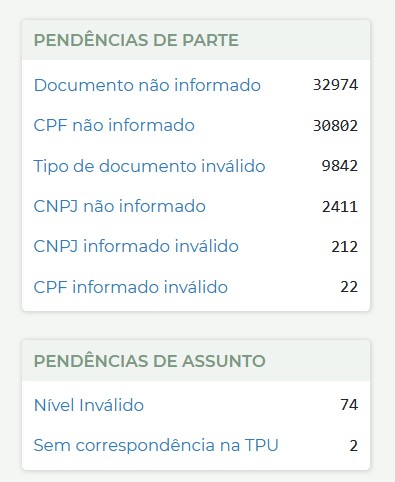 PENDÊNCIAS DE PARTE
Documento não informado 32974
CPF não informado 30802
Tipo de documento inválido 9842
CNPJ não informado 2411
CNPJ informado inválido 212
CPF informado inválido 22
PENDÊNCIAS DE ASSUNTO
Nível Inválido 74
Sem correspondência na TPU 2